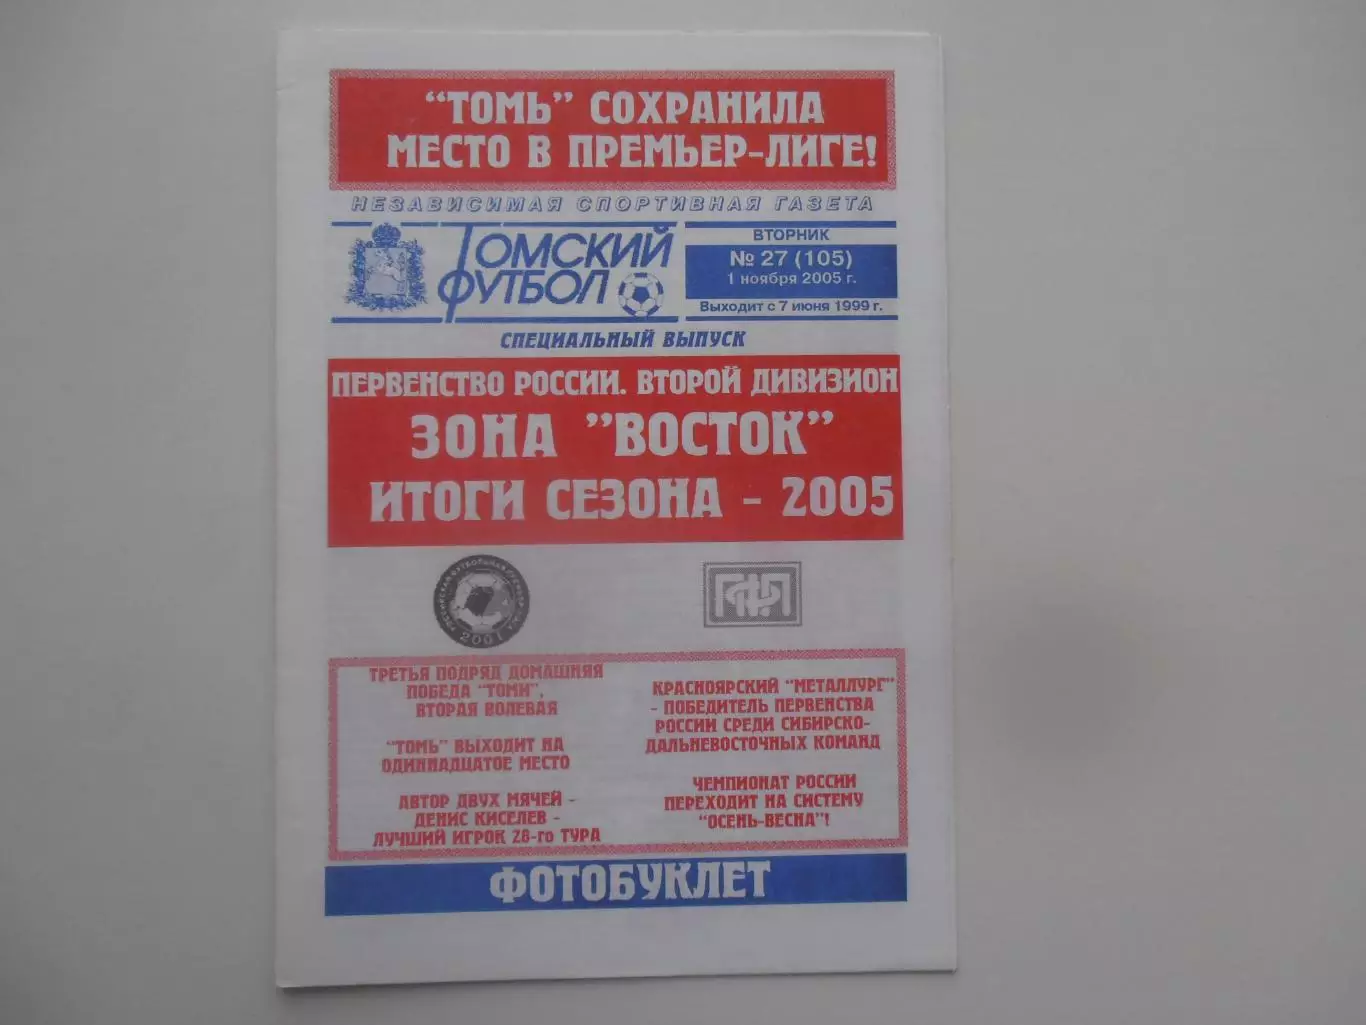 "ТОМЬ" СОХРАНИЛА
МЕСТО В ПРЕМЬЕР-ЛИГЕ!
НЕЗАВИСИМАЯ СПОРТИВНАЯ ГАЗЕТА
ТОМСКИЙ
ФУТБОЛ
ВТОРНИК
№ 27 (105)
1 ноября 2005 г.
Выходит с 7 июня 1999 г.
СПЕЦИАЛЬНЫЙ ВЫПУСК
ПЕРВЕНСТВО РОССИИ. ВТОРОЙ ДИВИЗИОН
ЗОНА "ВОСТОК"
ИТОГИ СЕЗОНА - 2005
2001
ПФЛ
ТРЕТЬЯ ПОДРЯД ДОМАШНЯЯ
ПОБЕДА "ТОМИ",
ВТОРАЯ ВОЛЕВАЯ
"ТОМЬ" ВЫХОДИТ НА
ОДИННАДЦАТОЕ МЕСТО
АВТОР ДВУХ МЯЧЕЙ -
ДЕНИС КИСЕЛЕВ -
ЛУЧШИЙ ИГРОК 28-го ТУРА
КРАСНОЯРСКИЙ "МЕТАЛЛУРГ"
- ПОБЕДИТЕЛЬ ПЕРВЕНСТВА
РОССИИ СРЕДИ СИБИРСКО-
ДАЛЬНЕВОСТОЧНЫХ КОМАНД
ЧЕМПИОНАТ РОССИИ
ПЕРЕХОДИТ НА СИСТЕМУ
"ОСЕНЬ-ВЕСНА"!
ФОТОБУКЛЕТ